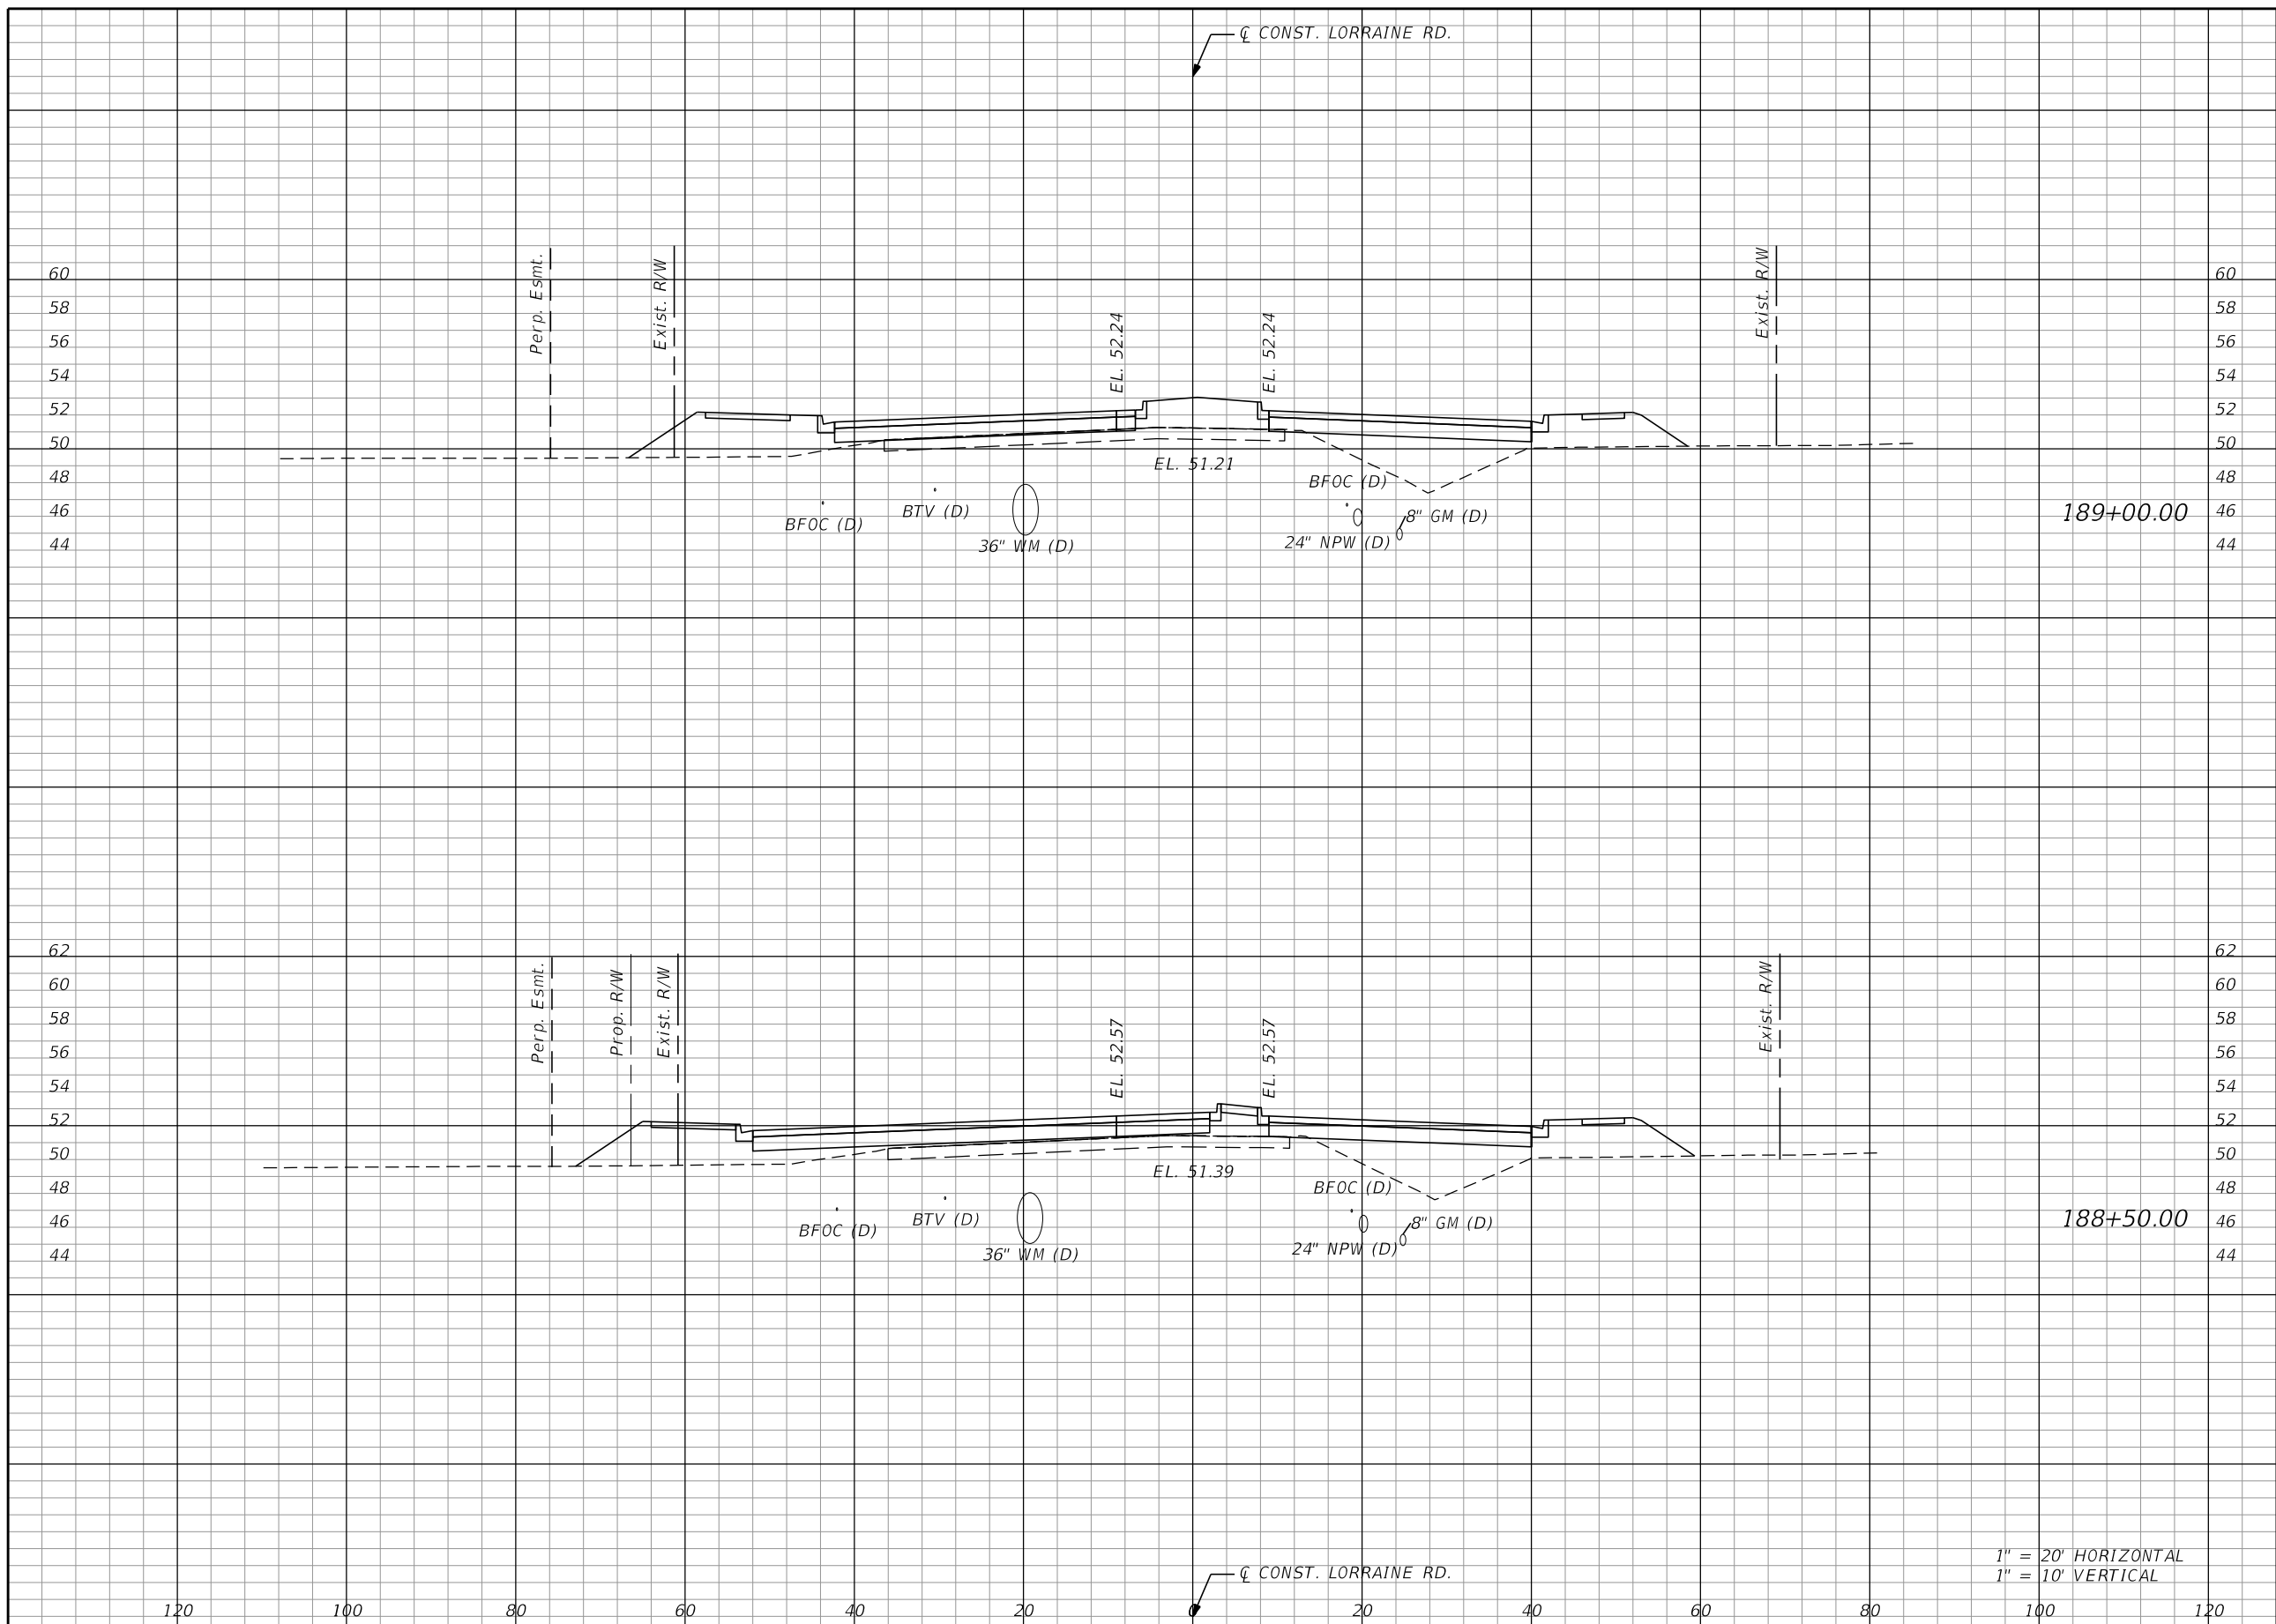 ℄ CONST. LORRAINE RD.
Perp. Esmt.
Exist. R/W
Exist. R/W
60 60
58 58
56 56
54 54
52 52
50 50
48 48
46 46
44 44
EL. 52.24
EL. 52.24
EL. 51.21
BFOC (D)
BTV (D)
36" WM (D)
BFOC (D)
24" NPW (D)
8" GM (D)
189+00.00
Perp. Esmt.
Prop. R/W
Exist. R/W
Exist. R/W
62 62
60 60
58 58
56 56
54 54
52 52
50 50
48 48
46 46
44 44
EL. 52.57
EL. 52.57
EL. 51.39
BFOC (D)
BTV (D)
36" WM (D)
BFOC (D)
24" NPW (D)
8" GM (D)
188+50.00
℄ CONST. LORRAINE RD.
1" = 20' HORIZONTAL
1" = 10' VERTICAL
120 100 80 60 40 20 0 20 40 60 80 100 120